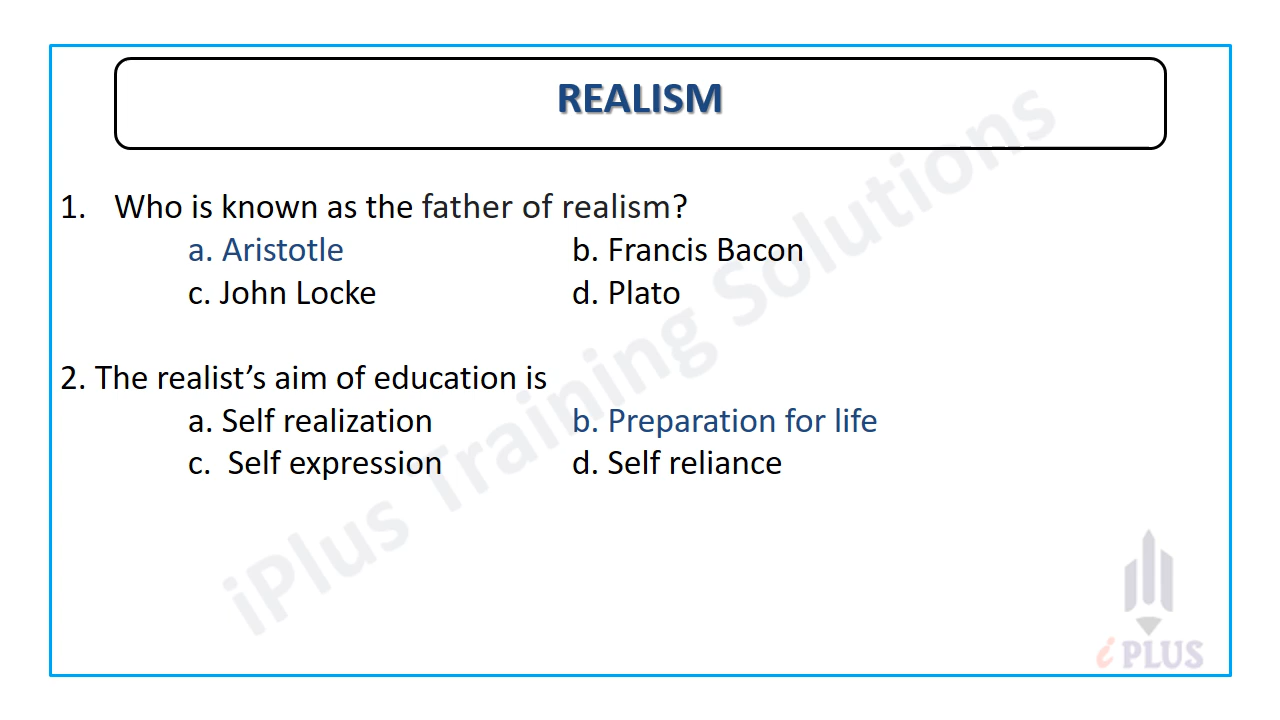 REALISM
1. Who is known as the father of realism?
a. Aristotle b. Francis Bacon
c. John Locke d. Plato
2. The realist’s aim of education is
a. Self realization b. Preparation for life
c. Self expression d. Self reliance
iPlus Training Solutions
i PLUS